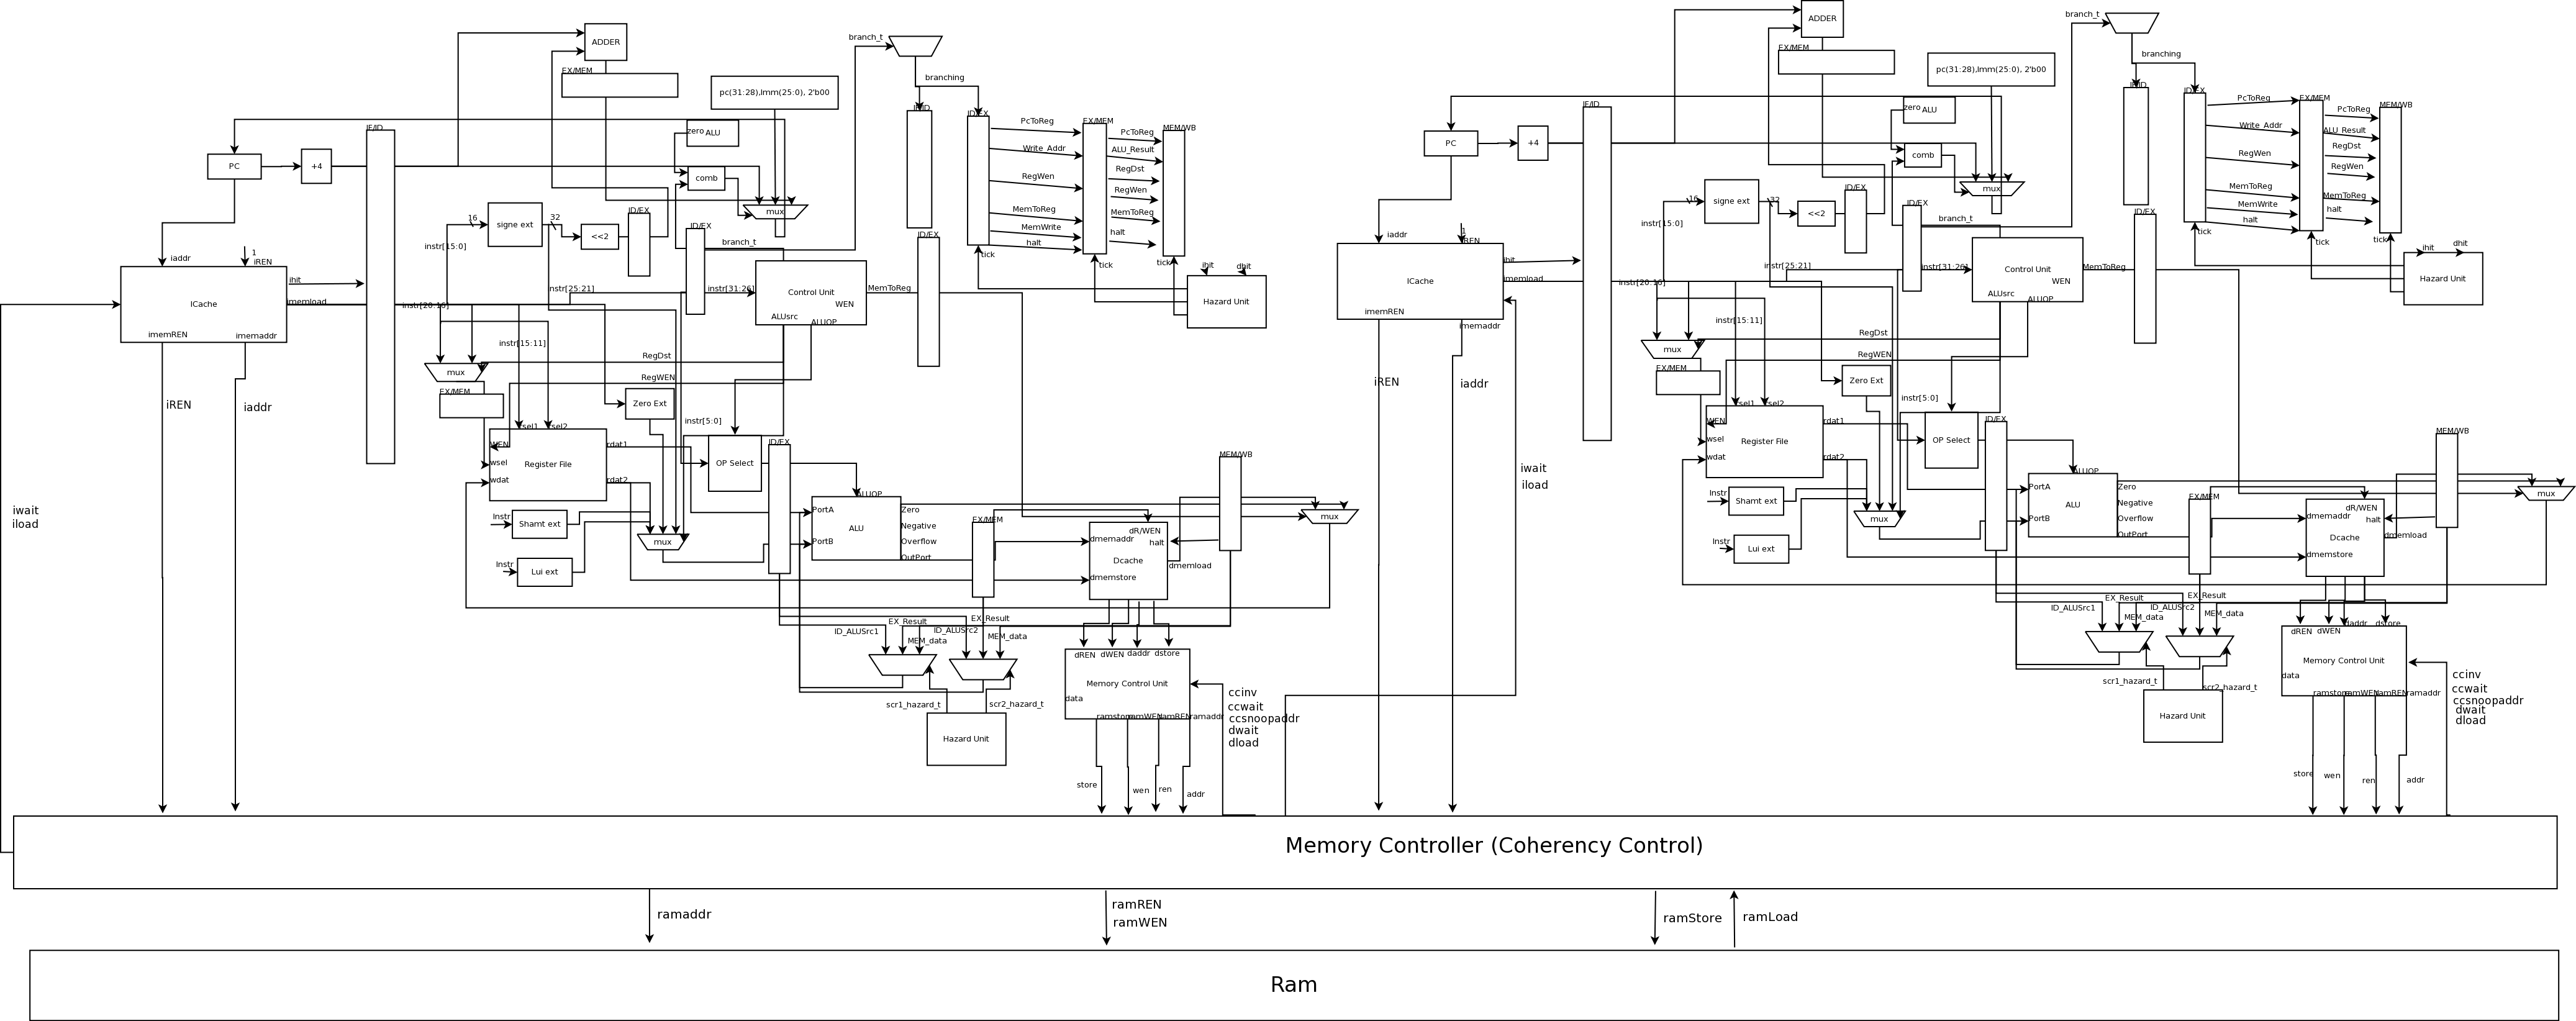 ADDER
EX/MEM
pc(31:28),Imm(25:0), 2'b00
branch_t
branching
IF/ID
ID/EX
EX/MEM
MEM/WB
PcToReg
Write_Addr
RegWen
MemToReg
MemWrite
halt
PcToReg
ALU_Result
RegDst
RegWen
MemToReg
halt
tick
tick
tick
ihit
dhit
Hazard Unit
IF/ID
zero
ALU
comb
mux
PC
+4
16
signe ext
32
<<2
ID/EX
ID/EX
branch_t
ID/EX
instr[15:0]
iaddr
1
iREN
ICache
ihit
imemload
imemREN
imemaddr
instr[20:16]
instr[25:21]
instr[31:26]
Control Unit
WEN
ALUsrc
ALUOP
MemToReg
instr[15:11]
RegDst
RegWEN
mux
EX/MEM
Zero Ext
instr[5:0]
OP Select
ID/EX
rsel1
rsel2
WEN
wsel
wdat
Register File
rdat1
rdat2
Instr
Shamt ext
Instr
Lui ext
mux
ALUOP
PortA
PortB
ALU
Zero
Negative
Overflow
OutPort
EX/MEM
dR/WEN
halt
dmemaddr
Dcache
dmemstore
dmemload
MEM/WB
mux
iREN
iaddr
iwait
iload
ID_ALUSrc1
EX_Result
MEM_data
ID_ALUSrc2
EX_Result
MEM_data
scr1_hazard_t
scr2_hazard_t
Hazard Unit
dREN
dWEN
daddr
dstore
Memory Control Unit
data
ramstore
ramWEN
ramREN
ramaddr
store
wen
ren
addr
ccinv
ccwait
ccsnoopaddr
dwait
dload
ADDER
EX/MEM
pc(31:28),Imm(25:0), 2'b00
branch_t
branching
IF/ID
ID/EX
EX/MEM
MEM/WB
PcToReg
Write_Addr
RegWen
MemToReg
MemWrite
halt
PcToReg
ALU_Result
RegDst
RegWen
MemToReg
halt
tick
tick
tick
ihit
dhit
Hazard Unit
IF/ID
zero
ALU
comb
mux
PC
+4
16
signe ext
32
<<2
ID/EX
ID/EX
branch_t
ID/EX
instr[15:0]
iaddr
1
iREN
ICache
ihit
imemload
imemREN
imemaddr
instr[20:16]
instr[25:21]
instr[31:26]
Control Unit
WEN
ALUsrc
ALUOP
MemToReg
instr[15:11]
RegDst
RegWEN
mux
EX/MEM
Zero Ext
instr[5:0]
OP Select
ID/EX
rsel1
rsel2
WEN
wsel
wdat
Register File
rdat1
rdat2
Instr
Shamt ext
Instr
Lui ext
mux
ALUOP
PortA
PortB
ALU
Zero
Negative
Overflow
OutPort
EX/MEM
dR/WEN
halt
dmemaddr
Dcache
dmemstore
dmemload
MEM/WB
mux
iREN
iaddr
iwait
iload
ID_ALUSrc1
EX_Result
MEM_data
ID_ALUSrc2
EX_Result
MEM_data
scr1_hazard_t
scr2_hazard_t
Hazard Unit
dREN
dWEN
daddr
dstore
Memory Control Unit
data
ramstore
ramWEN
ramREN
ramaddr
store
wen
ren
addr
ccinv
ccwait
ccsnoopaddr
dwait
dload
Memory Controller (Coherency Control)
ramaddr
ramREN
ramWEN
ramStore
ramLoad
Ram